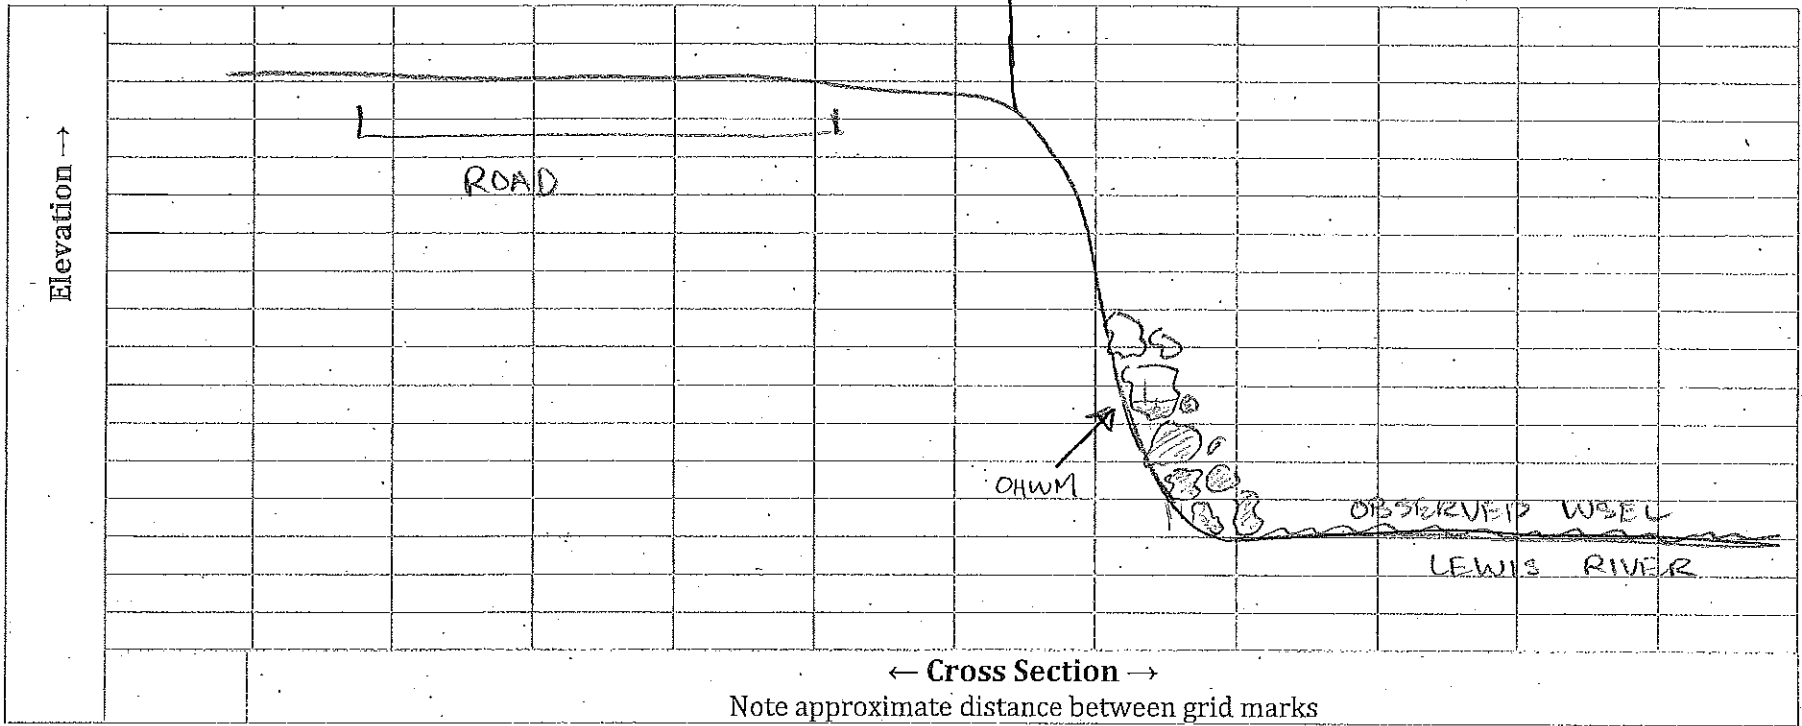 Elevation →
ROAD
OHWM
OBSERVED WSEL
LEWIS RIVER
← Cross Section →
Note approximate distance between grid marks